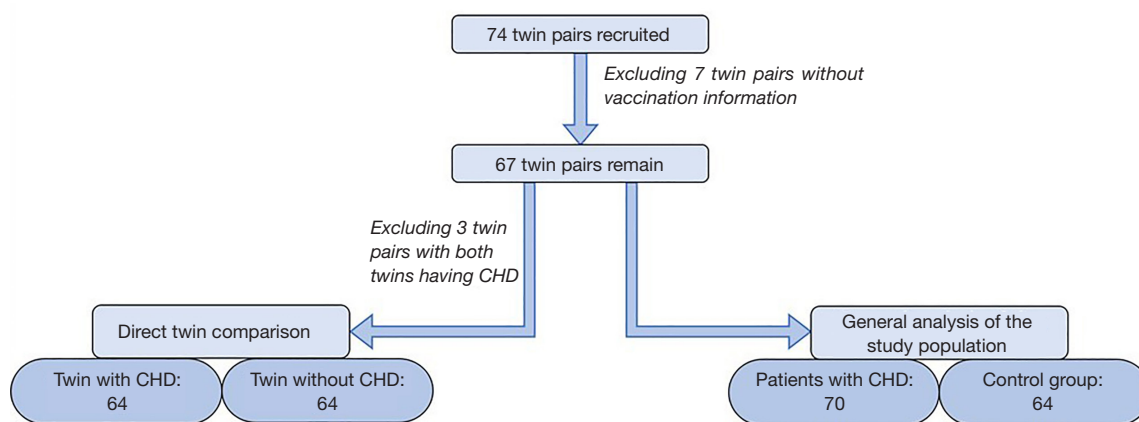 74 twin pairs recruited
Excluding 7 twin pairs without
vaccination information
67 twin pairs remain
Excluding 3 twin
pairs with both
twins having CHD
Direct twin comparison
Twin with CHD:
64
Twin without CHD:
64
General analysis of the
study population
Patients with CHD:
70
Control group:
64